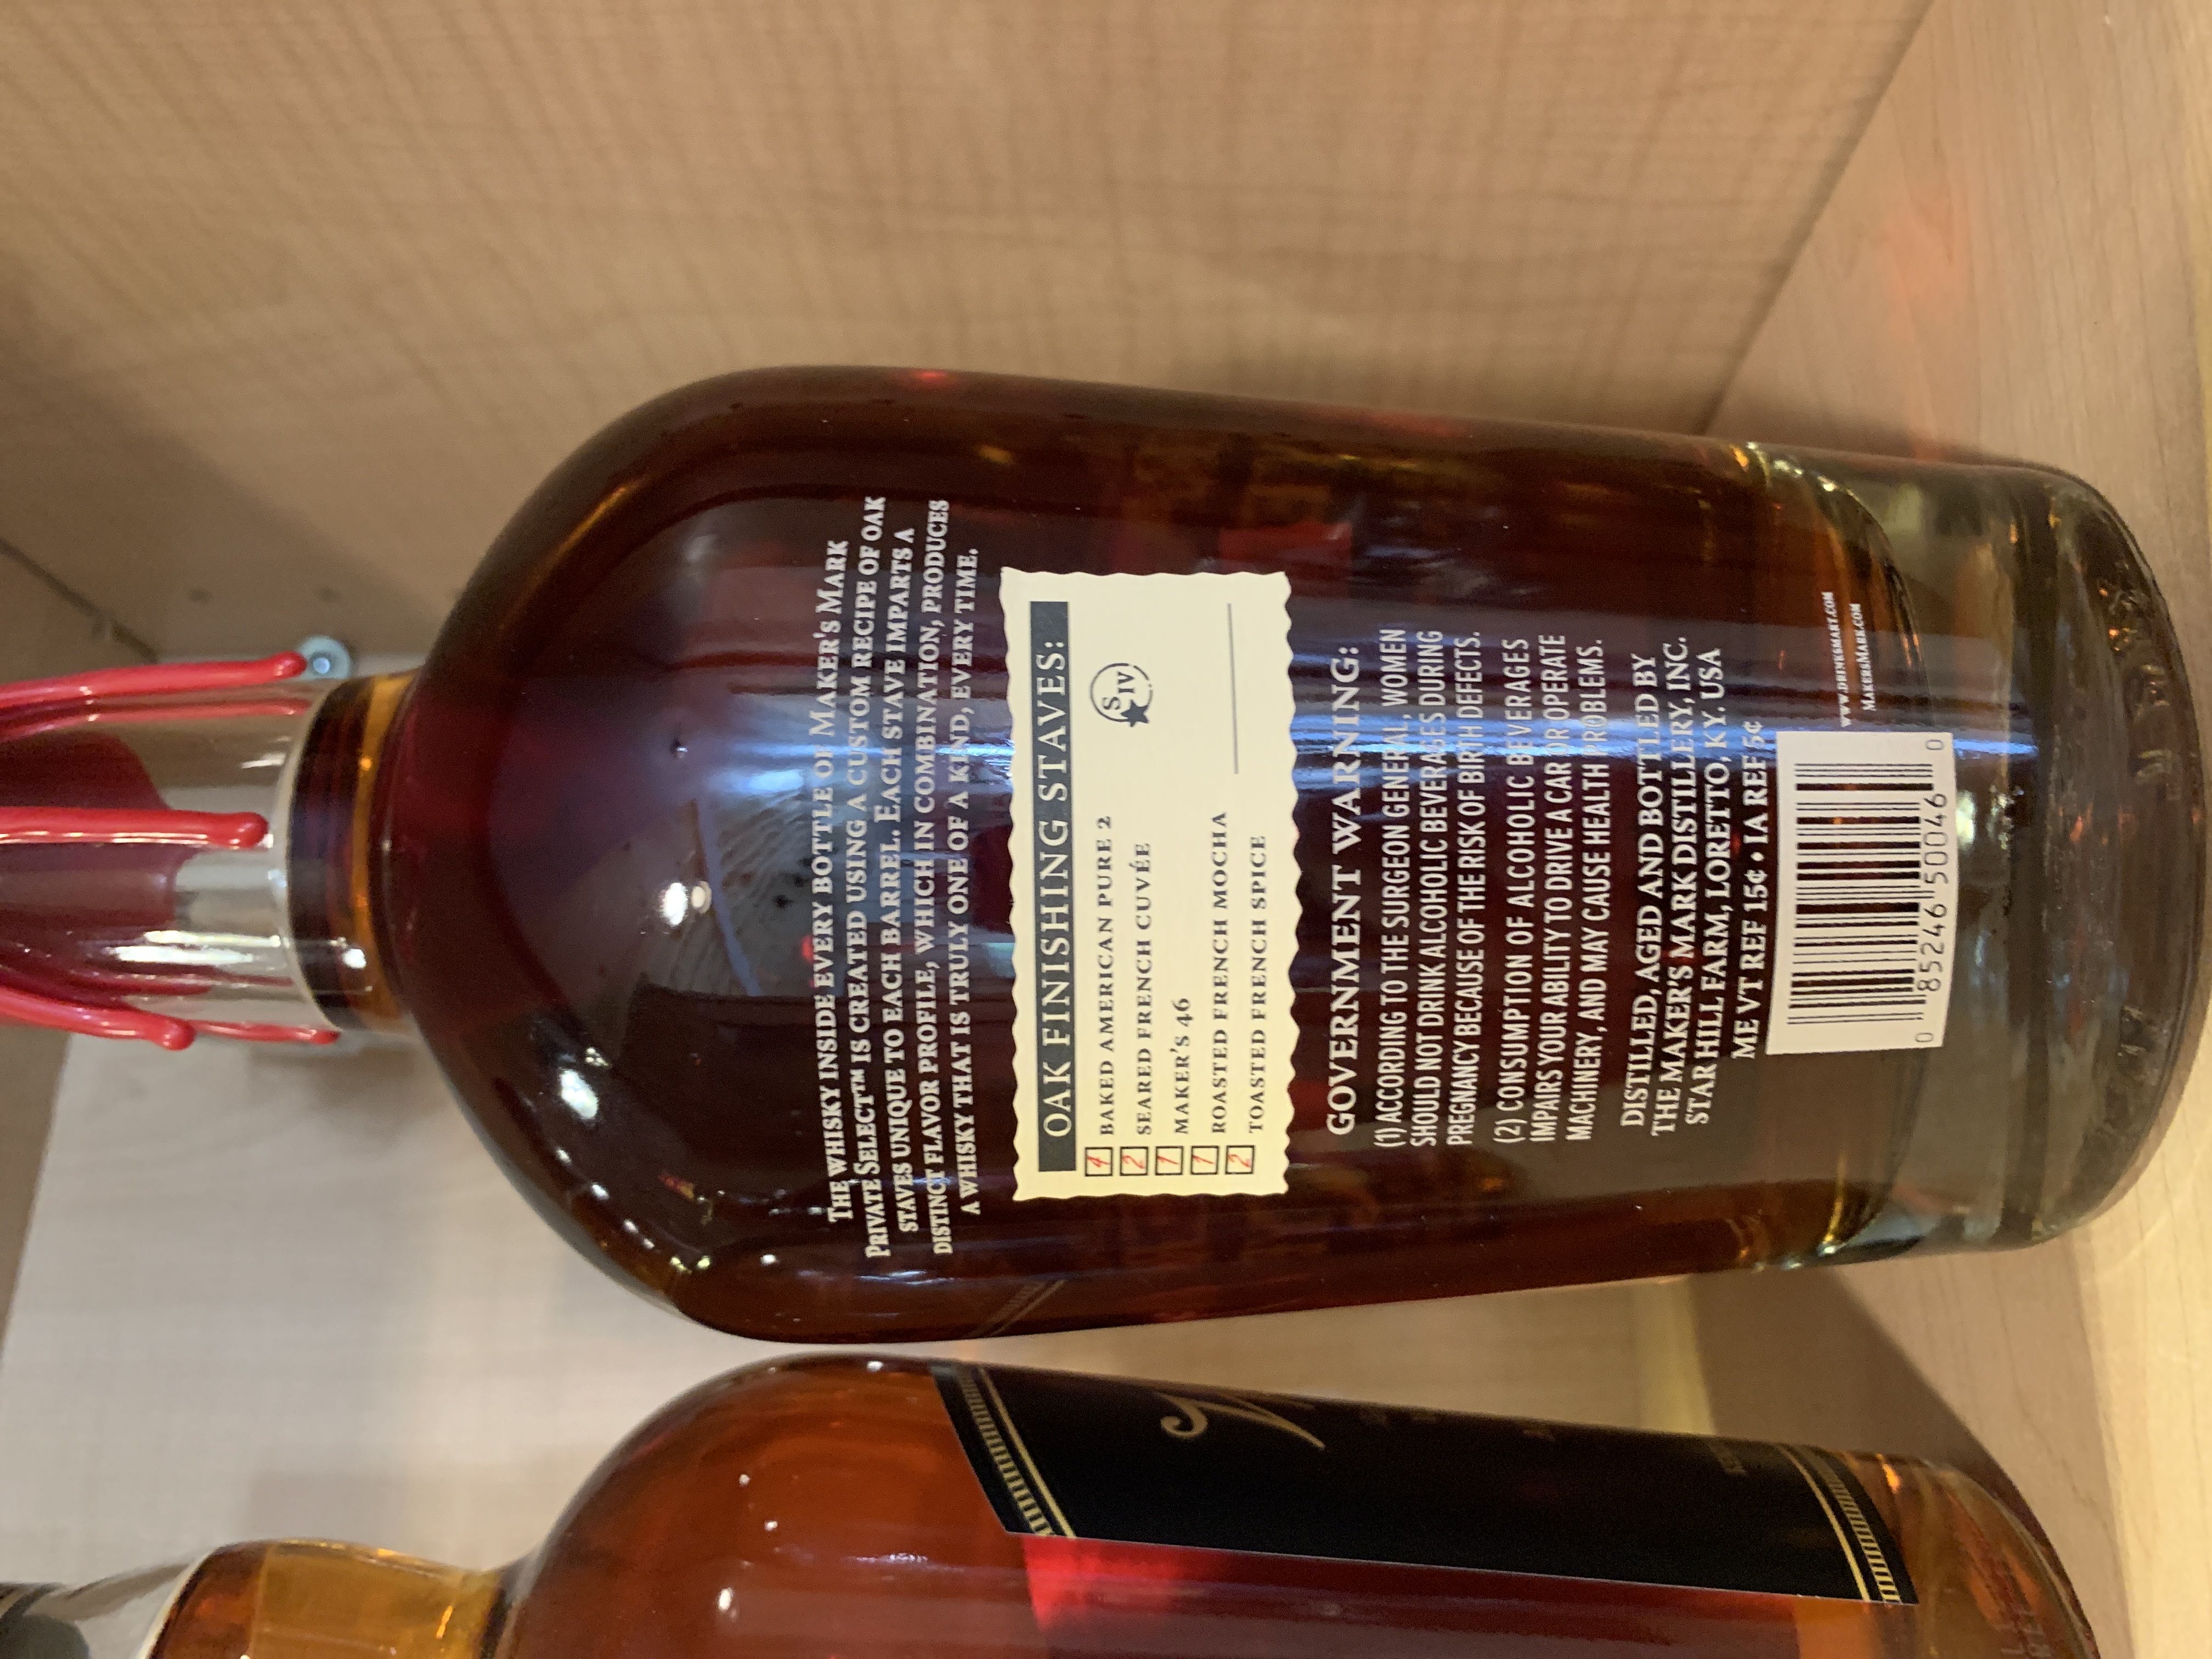 THE WHISKY INSIDE EVERY BOTTLE OF MAKER'S MARK
PRIVATE SELECT™ IS CREATED USING A CUSTOM RECIPE OF OAK
STAVES UNIQUE TO EACH BARREL. EACH STAVE IMPARTS A
DISTINCT FLAVOR PROFILE, WHICH IN COMBINATION, PRODUCES
A WHISKY THAT IS TRULY ONE OF A KIND, EVERY TIME.
OAK FINISHING STAVES:
4 BAKED AMERICAN PURE 2
2 SEARED FRENCH CUVÉE
1 MAKER'S 46
1 ROASTED FRENCH MOCHA
2 TOASTED FRENCH SPICE
S IV
GOVERNMENT WARNING:
(1) ACCORDING TO THE SURGEON GENERAL, WOMEN
SHOULD NOT DRINK ALCOHOLIC BEVERAGES DURING
PREGNANCY BECAUSE OF THE RISK OF BIRTH DEFECTS.
(2) CONSUMPTION OF ALCOHOLIC BEVERAGES
IMPAIRS YOUR ABILITY TO DRIVE A CAR OR OPERATE
MACHINERY, AND MAY CAUSE HEALTH PROBLEMS.
DISTILLED, AGED AND BOTTLED BY
THE MAKER'S MARK DISTILLERY, INC.
STAR HILL FARM, LORETTO, KY. USA
ME VT REF 15¢ • IA REF 5¢
WWW.DRINKSMART.COM
MAKERSMARK.COM
0 85246 50046 0